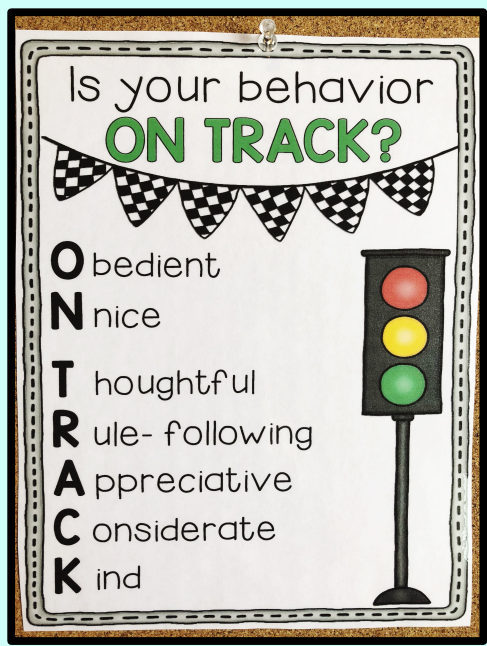 Is your behavior
ON TRACK?
Obedient
Nnice
Thoughtful
Rule- following
Appreciative
Considerate
Kind